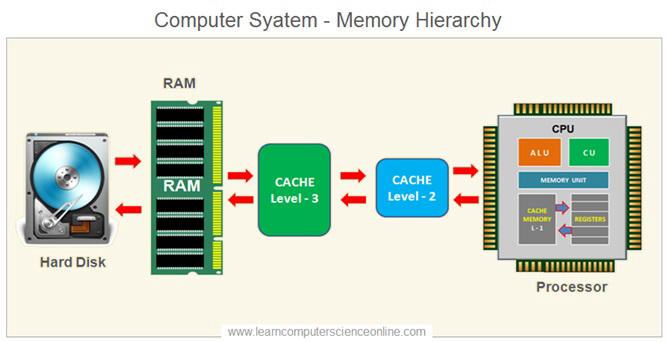 Computer Syatem - Memory Hierarchy
RAM
RAM
Hard Disk
CACHE
Level - 3
CACHE
Level - 2
CPU
ALU
CU
MEMORY UNIT
CACHE
MEMORY
L - 1
REGISTERS
Processor
www.learncomputerscienceonline.com